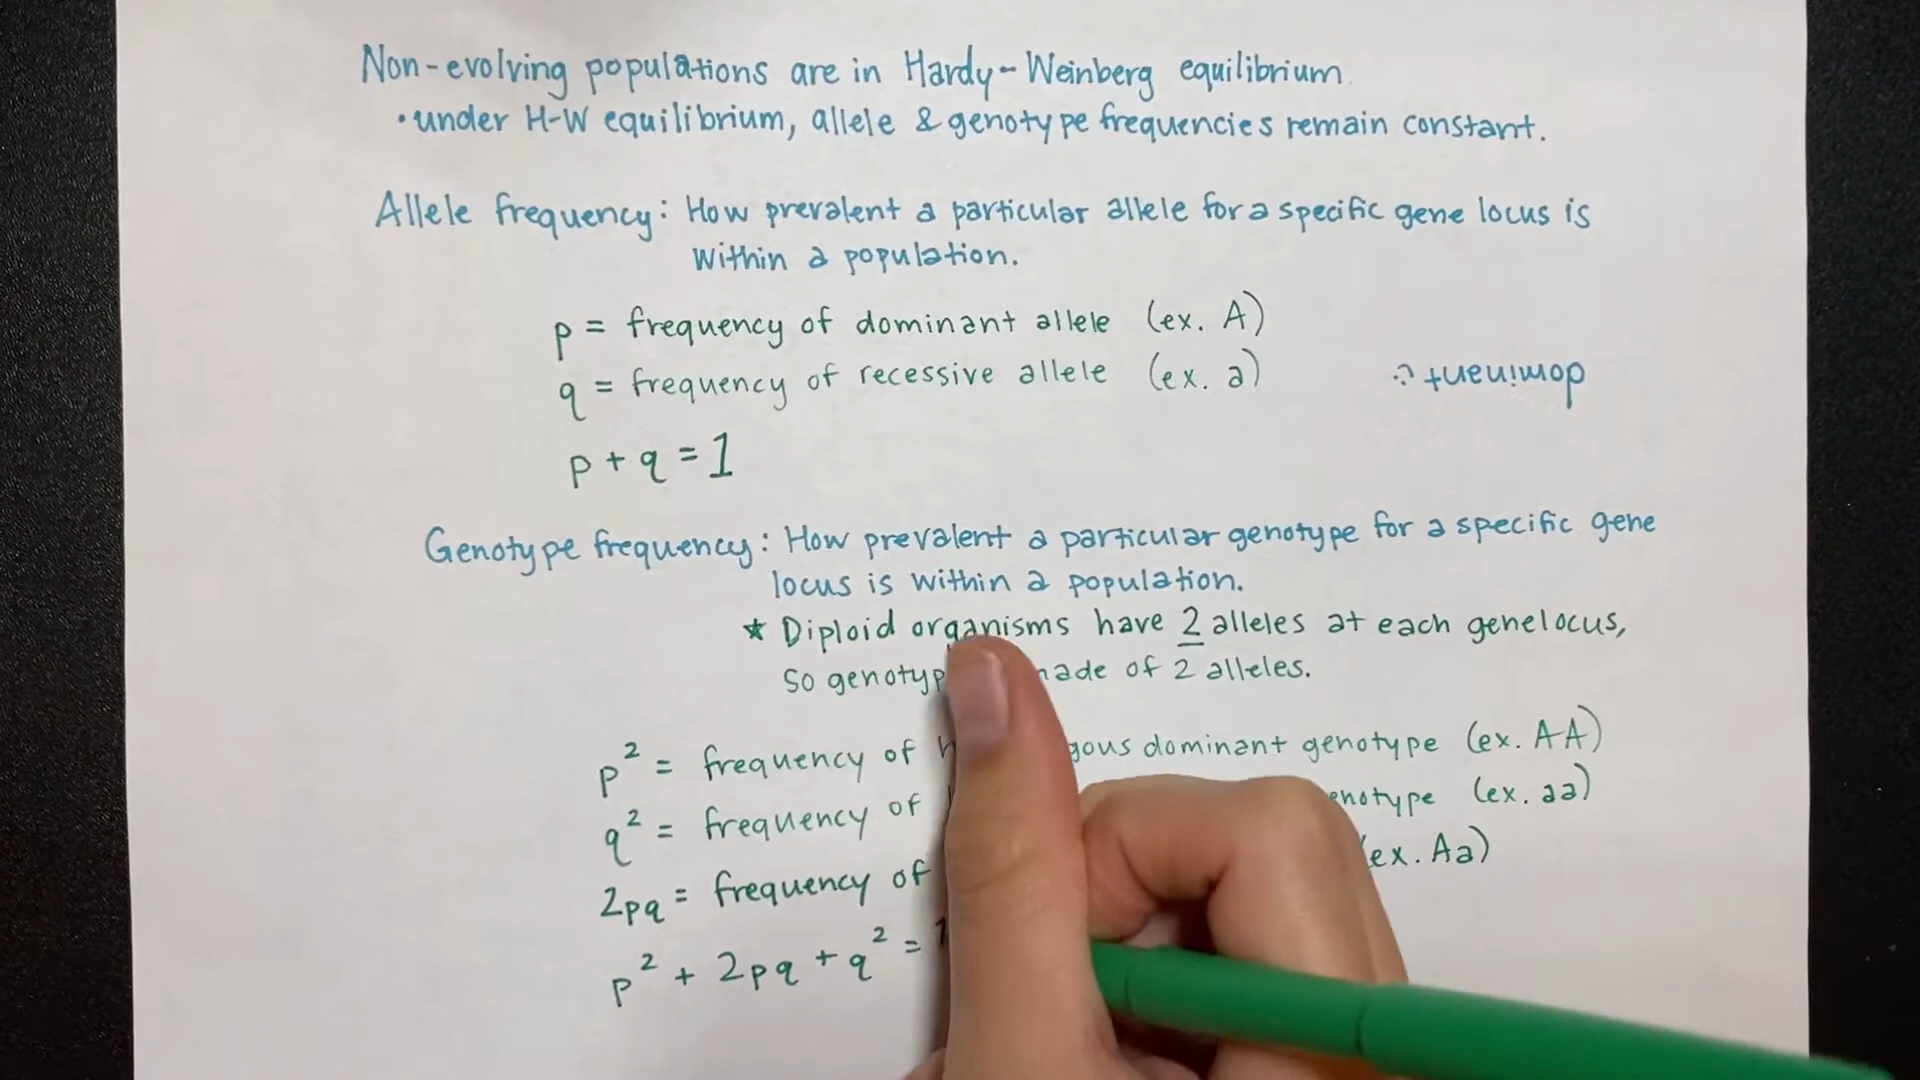 Non-evolving populations are in Hardy-Weinberg equilibrium.
• under H-W equilibrium, allele & genotype frequencies remain constant.
Allele frequency: How prevalent a particular allele for a specific gene locus is
within a population.
p = frequency of dominant allele (ex. A)
q = frequency of recessive allele (ex. a)
dominant :
p + q = 1
Genotype frequency: How prevalent a particular genotype for a specific gene
locus is within a population.
★ Diploid organisms have 2 alleles at each gene locus,
so made of 2 alleles.
p² = frequency of dominant genotype (ex. AA)
q² = frequency of (ex. aa)
2pq = frequency of (ex. Aa)
p² + 2pq + q² =